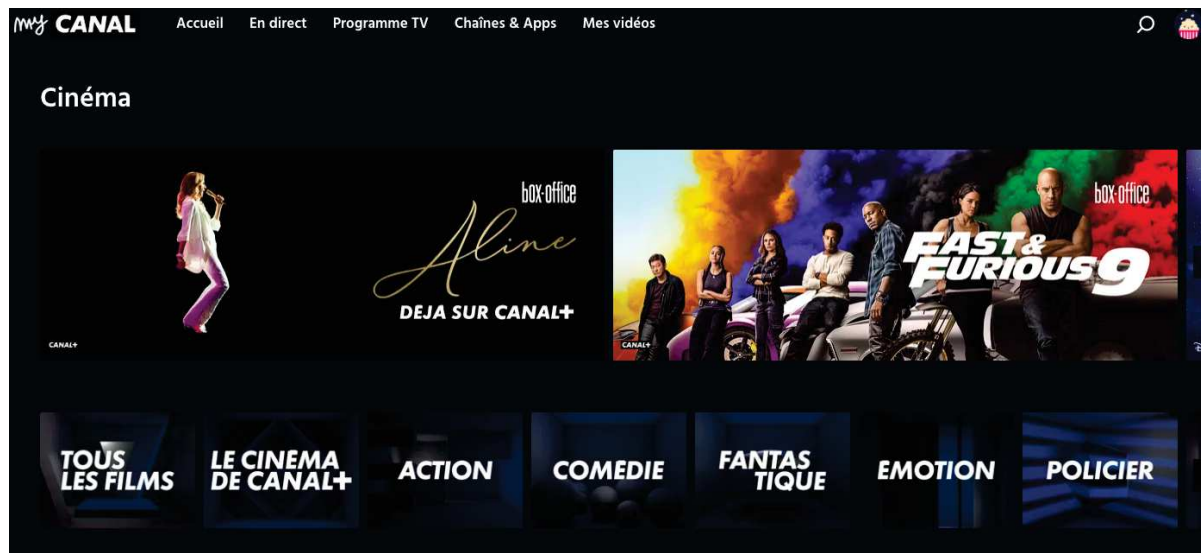 my CANAL
Accueil
En direct
Programme TV
Chaînes & Apps
Mes vidéos
Cinéma
box·office
Aline
DEJA SUR CANAL+
CANAL+
box·office
FAST &
FURIOUS 9
CANAL+
TOUS
LES FILMS
LE CINEMA
DE CANAL+
ACTION
COMEDIE
FANTAS
TIQUE
EMOTION
POLICIER